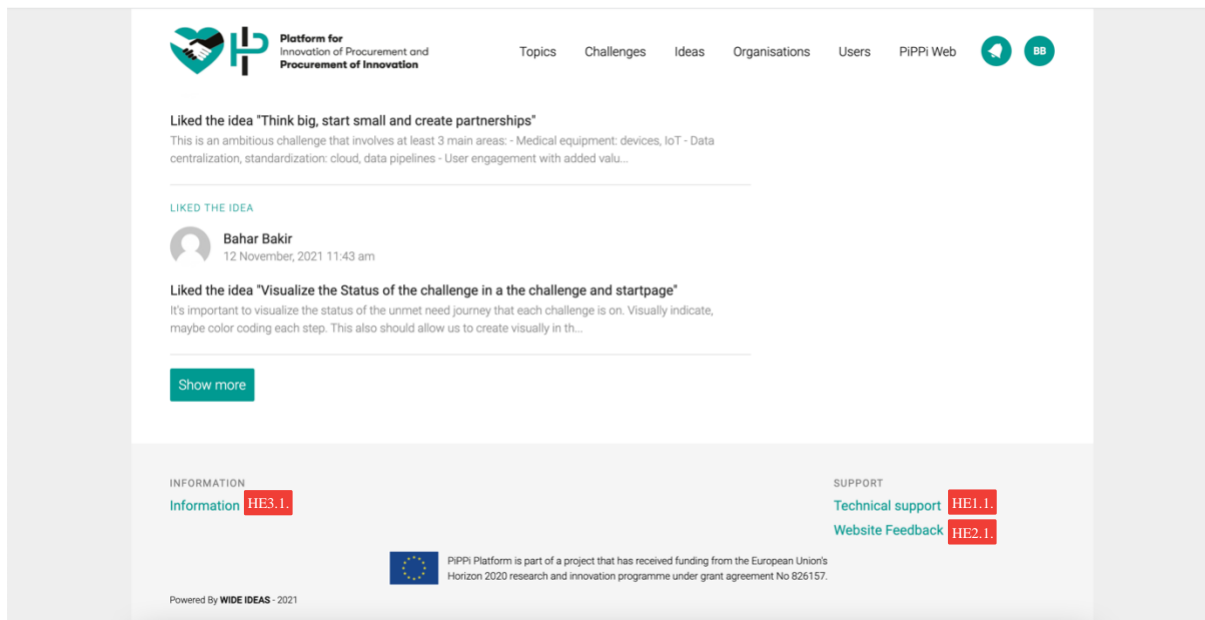 Platform for
Innovation of Procurement and
Procurement of Innovation
Topics Challenges Ideas Organisations Users PiPPi Web BB
Liked the idea "Think big, start small and create partnerships"
This is an ambitious challenge that involves at least 3 main areas: - Medical equipment: devices, IoT - Data
centralization, standardization: cloud, data pipelines - User engagement with added valu...
LIKED THE IDEA
Bahar Bakir
12 November, 2021 11:43 am
Liked the idea "Visualize the Status of the challenge in a the challenge and startpage"
It's important to visualize the status of the unmet need journey that each challenge is on. Visually indicate,
maybe color coding each step. This also should allow us to create visually in th...
Show more
INFORMATION
Information HE3.1.
SUPPORT
Technical support HE1.1.
Website Feedback HE2.1.
PiPPi Platform is part of a project that has received funding from the European Union's
Horizon 2020 research and innovation programme under grant agreement No 826157.
Powered By WIDE IDEAS - 2021